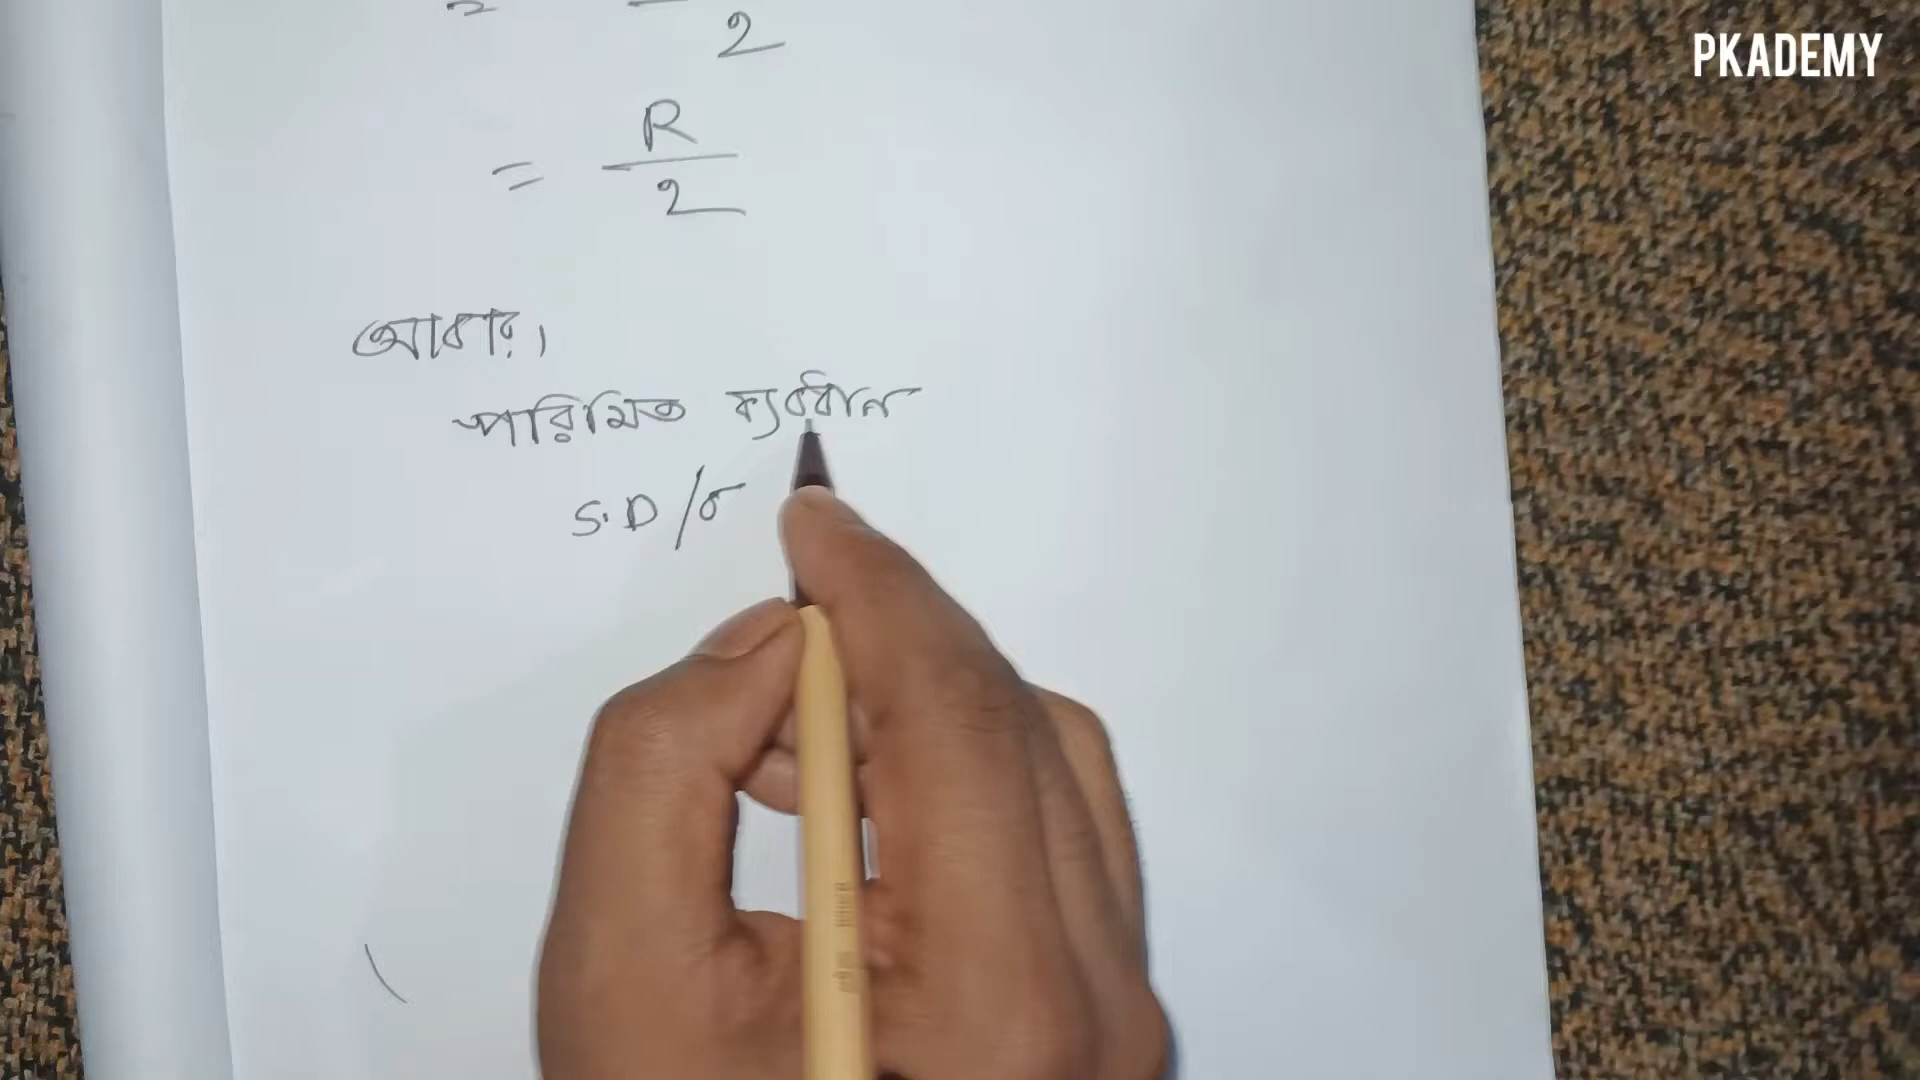 PKADEMY
2
= R/2
আবার,
পরিমিত ব্যবধান
S.D /σ